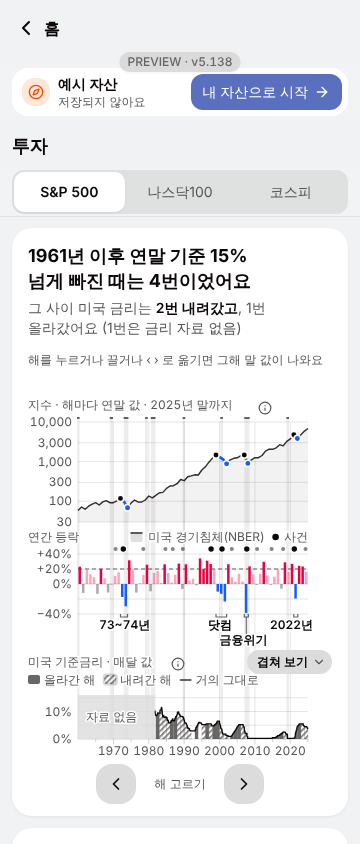 홈
PREVIEW · v5.138
예시 자산
저장되지 않아요
내 자산으로 시작 →
투자
S&P 500
나스닥100
코스피
1961년 이후 연말 기준 15%
넘게 빠진 때는 4번이었어요
그 사이 미국 금리는 2번 내려갔고, 1번
올라갔어요 (1번은 금리 자료 없음)
해를 누르거나 끌거나 ‹ › 로 옮기면 그해 말 값이 나와요
지수 · 해마다 연말 값 · 2025년 말까지
10,000
3,000
1,000
300
100
30
연간 등락
미국 경기침체(NBER)
사건
+40%
+20%
0%
−40%
73~74년
닷컴
2022년
금융위기
미국 기준금리 · 매달 값
겹쳐 보기
올라간 해
내려간 해
거의 그대로
10%
자료 없음
0%
1970 1980 1990 2000 2010 2020
해 고르기